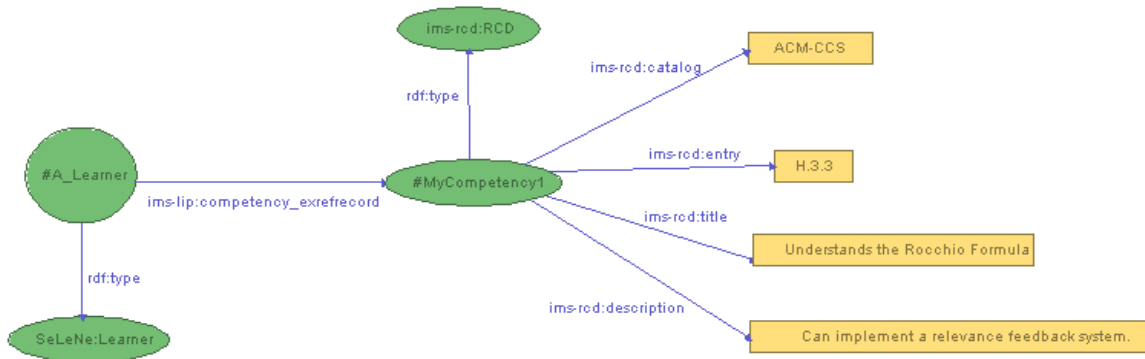 ims-rcd:RCD
ACM-CCS
ims-rcd:catalog
rdf:type
ims-rcd:entry
H.3.3
#A_Learner
#MyCompetency1
ims-lip:competency_exrefrecord
ims-rcd:title
Understands the Rocchio Formula
rdf:type
ims-rcd:description
SeLeNe:Learner
Can implement a relevance feedback system.